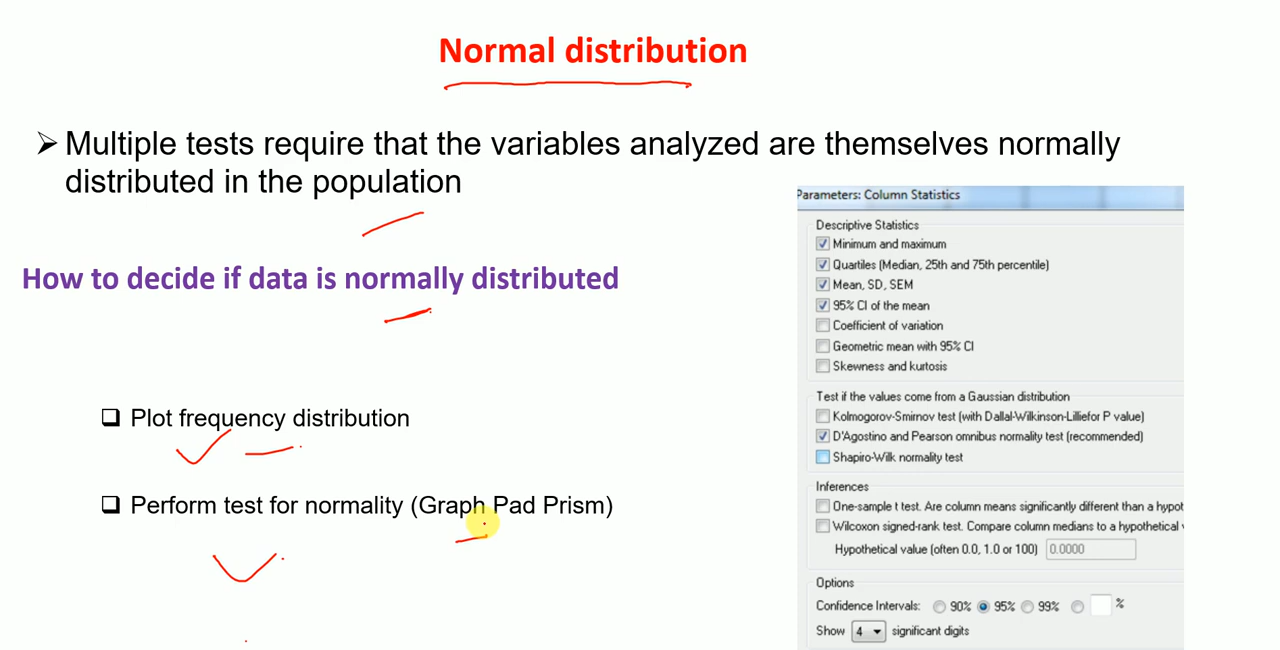 Normal distribution
Multiple tests require that the variables analyzed are themselves normally
distributed in the population
How to decide if data is normally distributed
Plot frequency distribution
Perform test for normality (Graph Pad Prism)
Parameters: Column Statistics
Descriptive Statistics
Minimum and maximum
Quartiles (Median, 25th and 75th percentile)
Mean, SD, SEM
95% CI of the mean
Coefficient of variation
Geometric mean with 95% CI
Skewness and kurtosis
Test if the values come from a Gaussian distribution
Kolmogorov-Smirnov test (with Dallal-Wilkinson-Lilliefor P value)
D'Agostino and Pearson omnibus normality test (recommended)
Shapiro-Wilk normality test
Inferences
One-sample t test. Are column means significantly different than a hypot
Wilcoxon signed-rank test. Compare column medians to a hypothetical
Hypothetical value (often 0.0, 1.0 or 100) 0.0000
Options
Confidence Intervals: 90% 95% 99% %
Show 4 significant digits